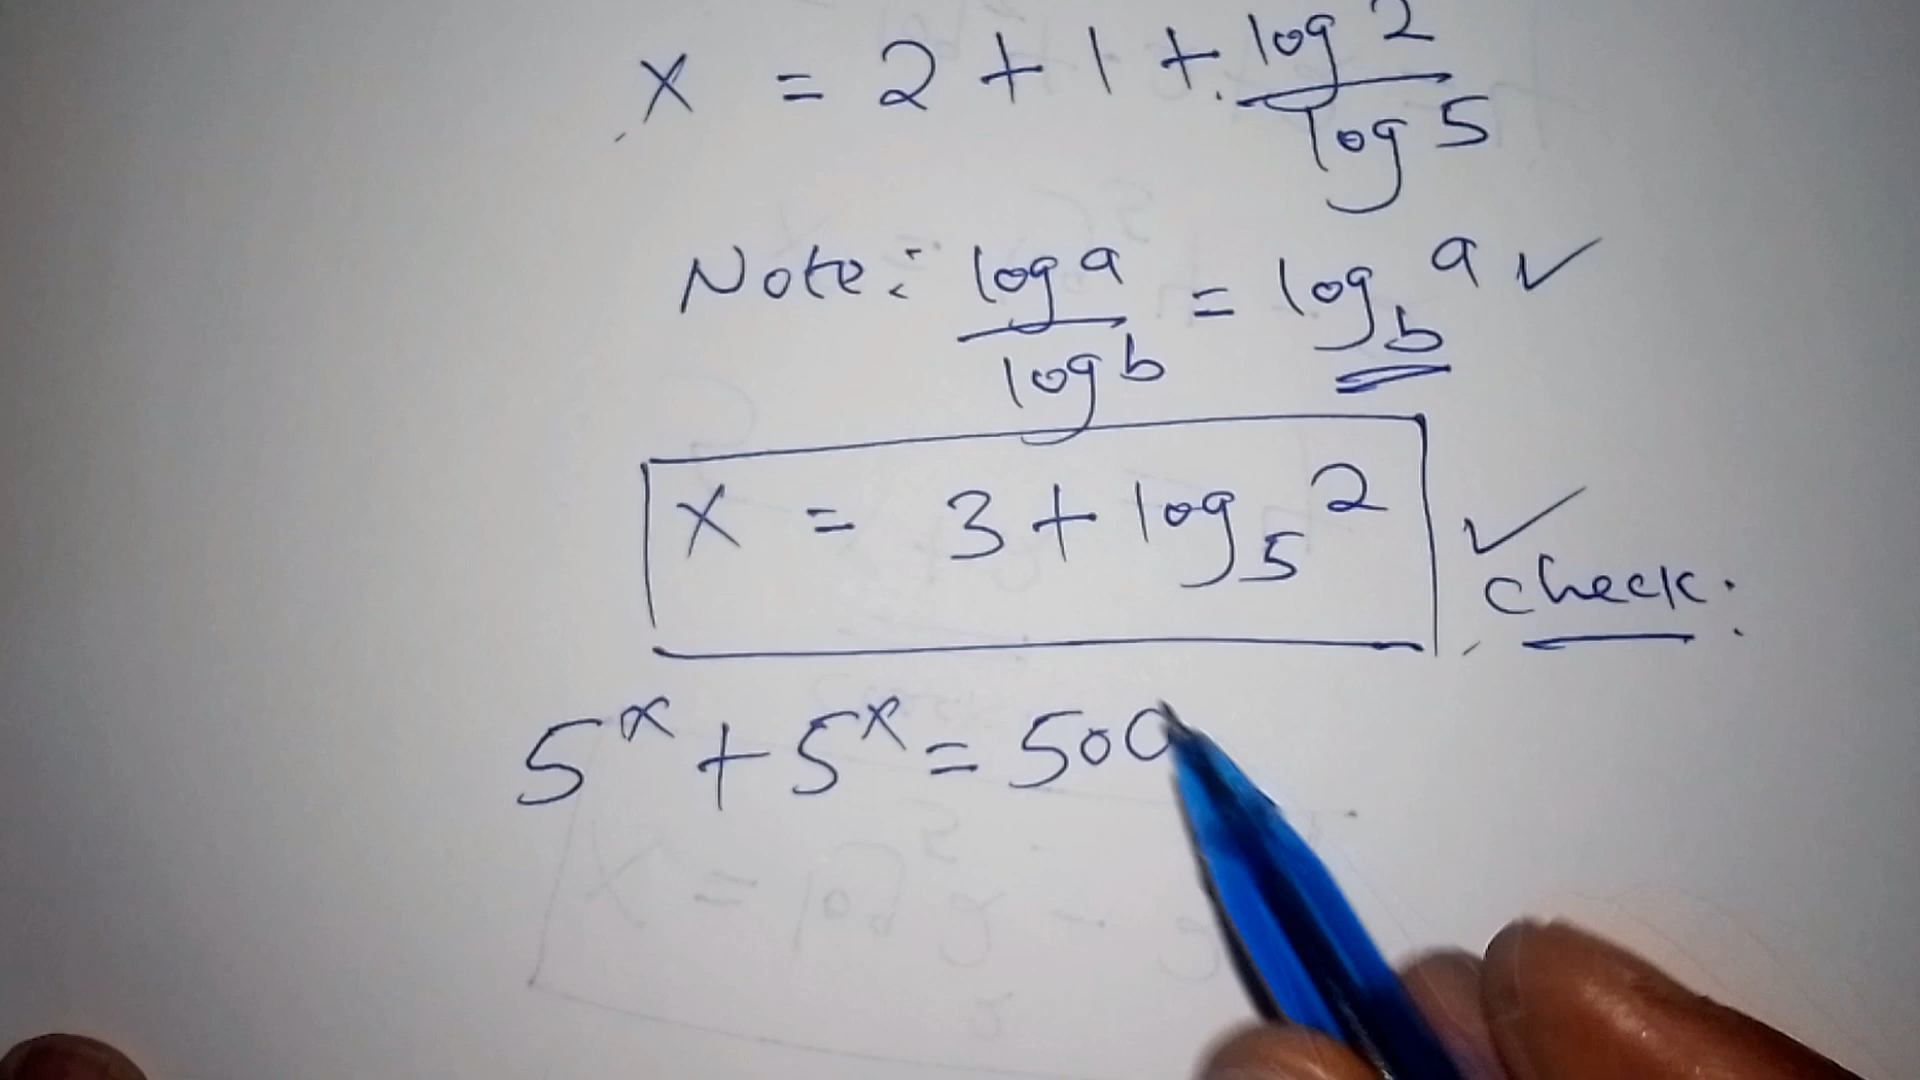 x = 2 + 1 + log 2 / log 5
Note: log a / log b = log_b a ✓
x = 3 + log_5 2 ✓
check:
5^x + 5^x = 500